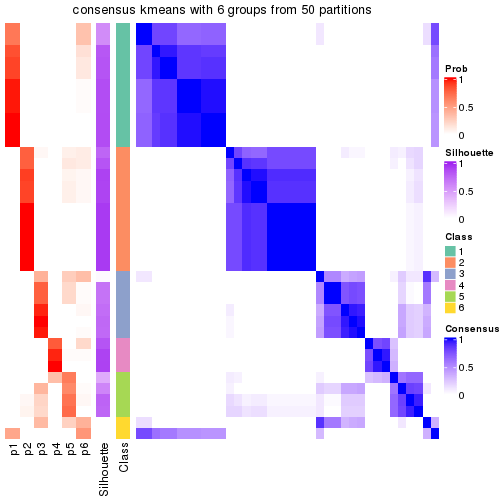 consensus kmeans with 6 groups from 50 partitions
Prob
1
0.5
0
Silhouette
1
0.5
0
Class
1
2
3
4
5
6
Consensus
1
0.5
0
p1
p2
p3
p4
p5
p6
Silhouette
Class